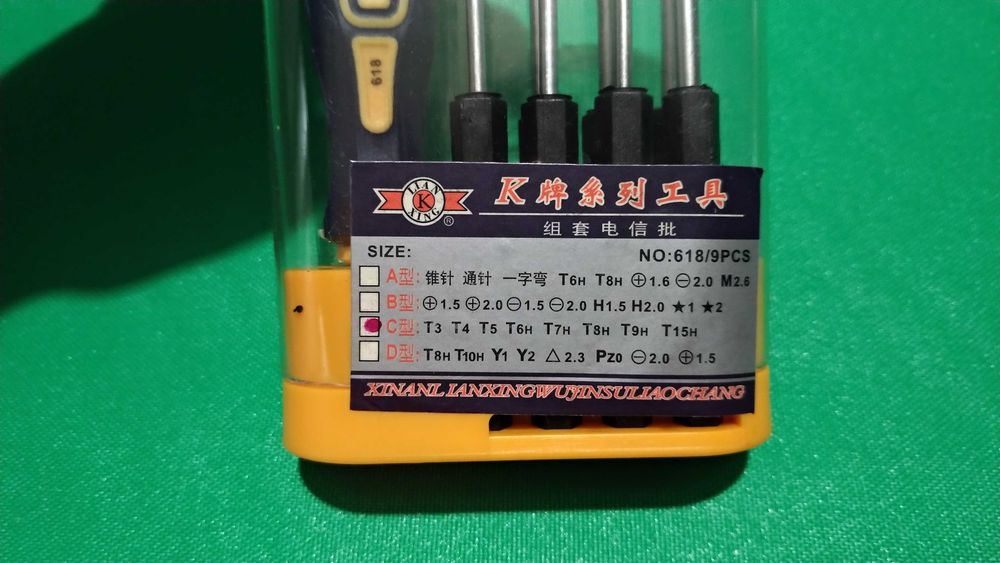 618
LIAN
K
XING
®
K牌系列工具
组套电信批
SIZE:
NO:618/9PCS
A型: 锥针 通针 一字弯 T6H T8H ⊕1.6 ⊖2.0 M2.6
B型: ⊕1.5 ⊕2.0 ⊖1.5 ⊖2.0 H1.5 H2.0 ★1 ★2
C型: T3 T4 T5 T6H T7H T8H T9H T15H
D型: T8H T10H Y1 Y2 △2.3 PZ0 ⊖2.0 ⊕1.5
XINANLIANXINGWUJINSULIAOCHANG